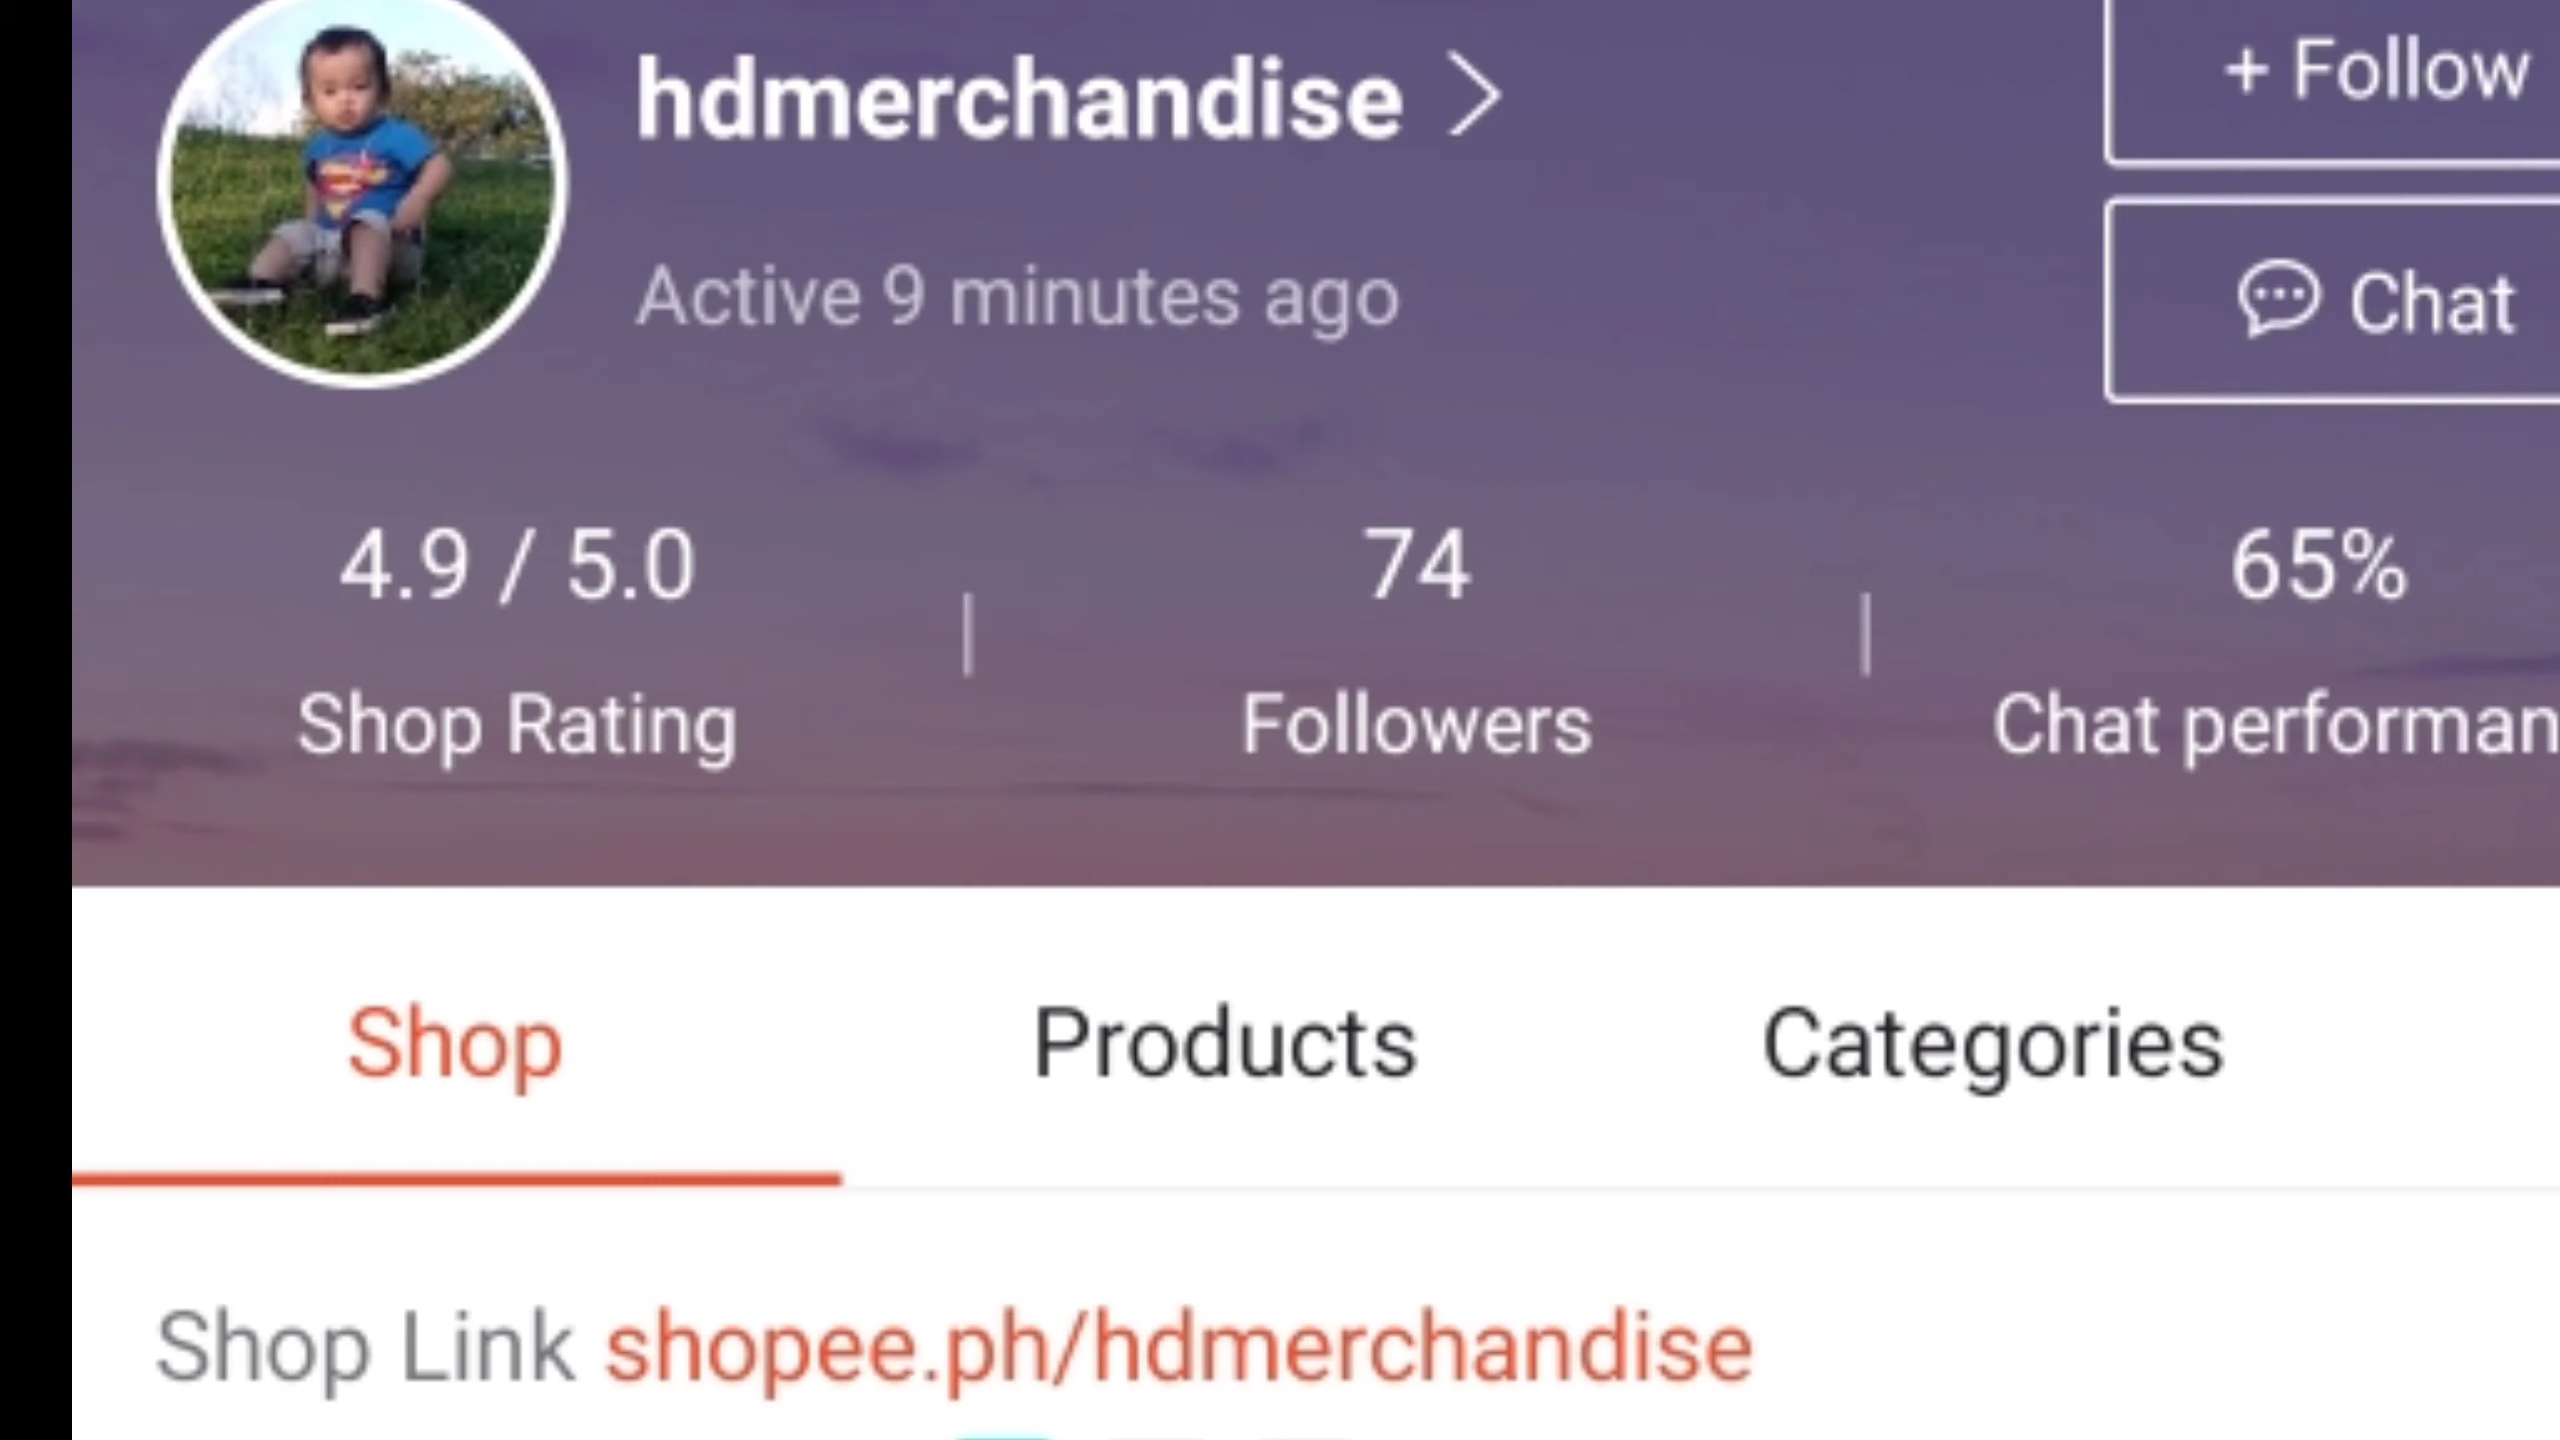 hdmerchandise
+ Follow
Active 9 minutes ago
Chat
4.9 / 5.0
74
65%
Shop Rating
Followers
Chat performan
Shop
Products
Categories
Shop Link shopee.ph/hdmerchandise